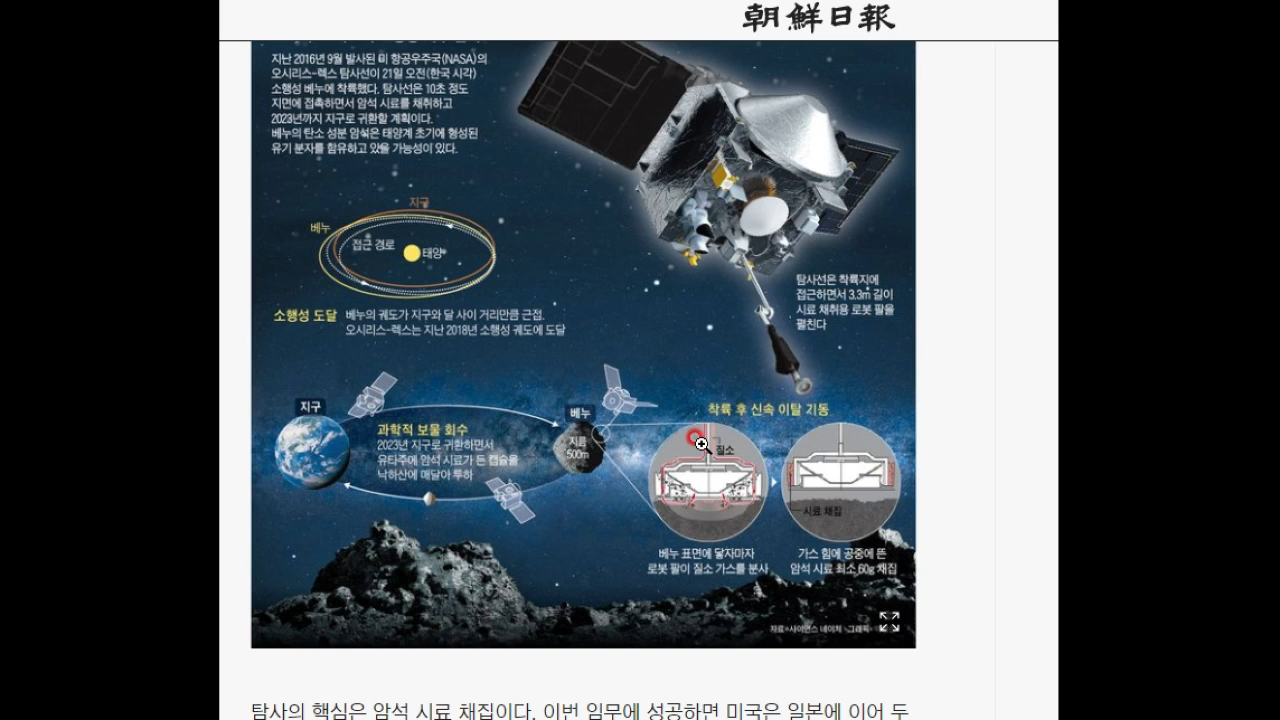 朝鮮日報
지난 2016년 9월 발사된 미 항공우주국(NASA)의
오시리스-렉스 탐사선이 21일 오전(한국 시각)
소행성 베누에 착륙했다. 탐사선은 10초 정도
지면에 접촉하면서 암석 시료를 채취하고
2023년까지 지구로 귀환할 계획이다.
베누의 탄소 성분 암석은 태양계 초기에 형성된
유기 분자를 함유하고 있을 가능성이 있다.
지구
베누
접근 경로
태양
탐사선은 착륙지에
접근하면서 3.3m 길이
시료 채취용 로봇 팔을
펼친다
소행성 도달
베누의 궤도가 지구와 달 사이 거리만큼 근접.
오시리스-렉스는 지난 2018년 소행성 궤도에 도달
지구
과학적 보물 회수
2023년 지구로 귀환하면서
유타주에 암석 시료가 든 캡슐을
낙하산에 매달아 투하
베누
지름
500m
착륙 후 신속 이탈 기동
질소
시료 채집
베누 표면에 닿자마자
로봇 팔이 질소 가스를 분사
가스 힘에 공중에 뜬
암석 시료 최소 60g 채집
자료=사이언스 네이처 그래픽
탐사의 핵심은 암석 시료 채집이다. 이번 임무에 성공하면 미국은 일본에 이어 두